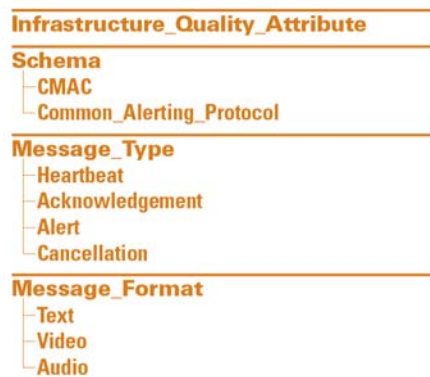 Infrastructure_Quality_Attribute
Schema
CMAC
Common_Alerting_Protocol
Message_Type
Heartbeat
Acknowledgement
Alert
Cancellation
Message_Format
Text
Video
Audio